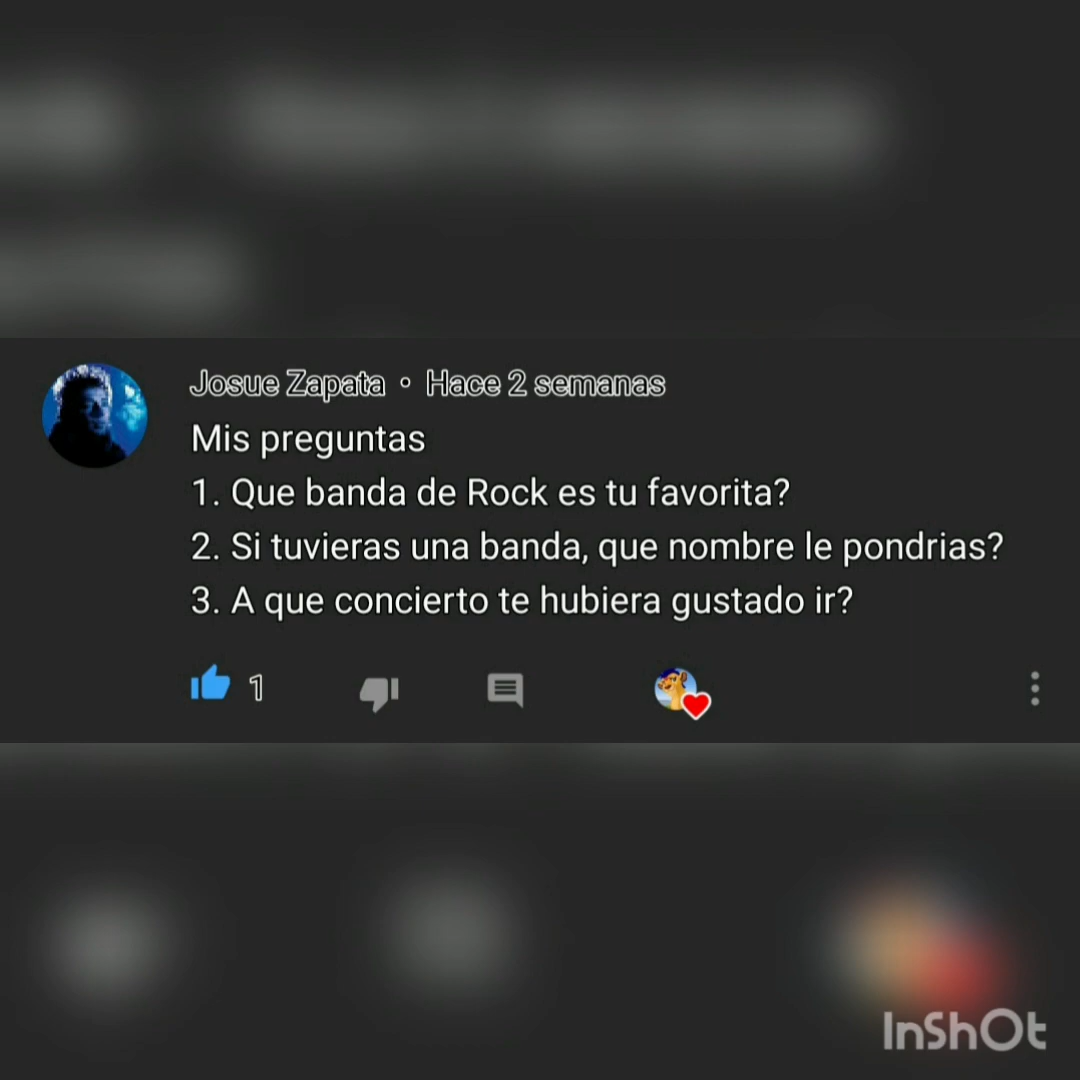 Josue Zapata • Hace 2 semanas
Mis preguntas
1. Que banda de Rock es tu favorita?
2. Si tuvieras una banda, que nombre le pondrias?
3. A que concierto te hubiera gustado ir?
1
InShOt